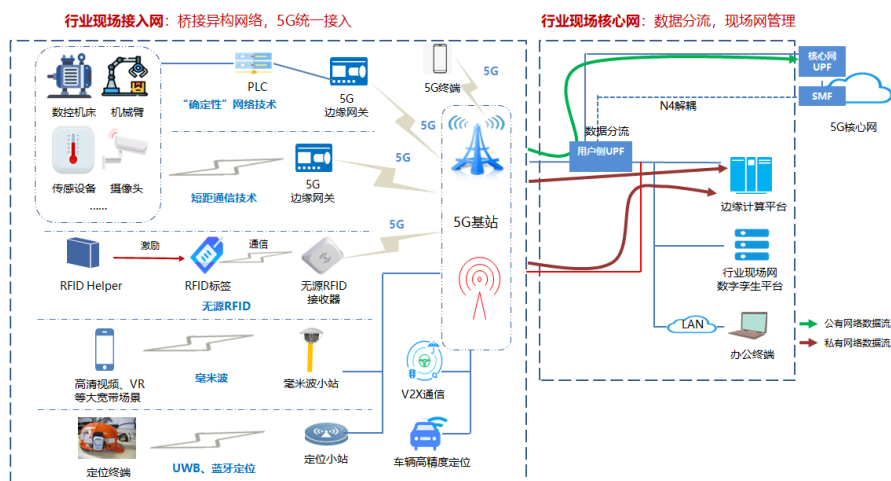 行业现场接入网：桥接异构网络，5G统一接入
行业现场核心网：数据分流，现场网管理
数控机床
机械臂
传感设备
摄像头
……
PLC
“确定性”网络技术
5G
边缘网关
5G终端
5G
5G
短距通信技术
5G
边缘网关
5G
5G基站
RFID Helper
激励
RFID标签
通信
无源RFID
接收器
5G
无源RFID
高清视频、VR
等大宽带场景
毫米波
毫米波小站
V2X通信
定位终端
UWB、蓝牙定位
定位小站
车辆高精度定位
数据分流
用户侧UPF
N4解耦
核心网
UPF
SMF
5G核心网
边缘计算平台
行业现场网
数字孪生平台
LAN
办公终端
公有网络数据流
私有网络数据流